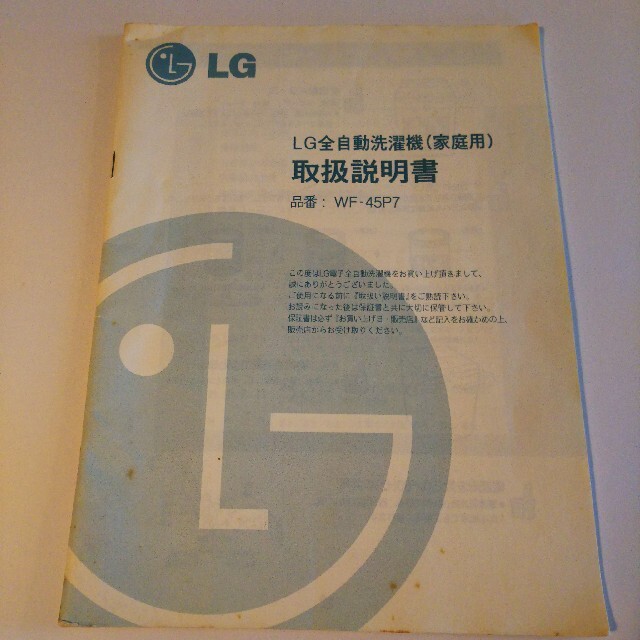 LG
LG全自動洗濯機(家庭用)
取扱説明書
品番: WF-45P7
この度はLG電子全自動洗濯機をお買い上げ頂きまして、
誠にありがとうございました。
ご使用になる前に『取扱い説明書』をご熟読下さい。
お読みになった後は保証書と共に大切に保管して下さい。
保証書は必ず『お買い上げ日・販売店』など記入をお確かめの上、
販売店からお受け取りください。